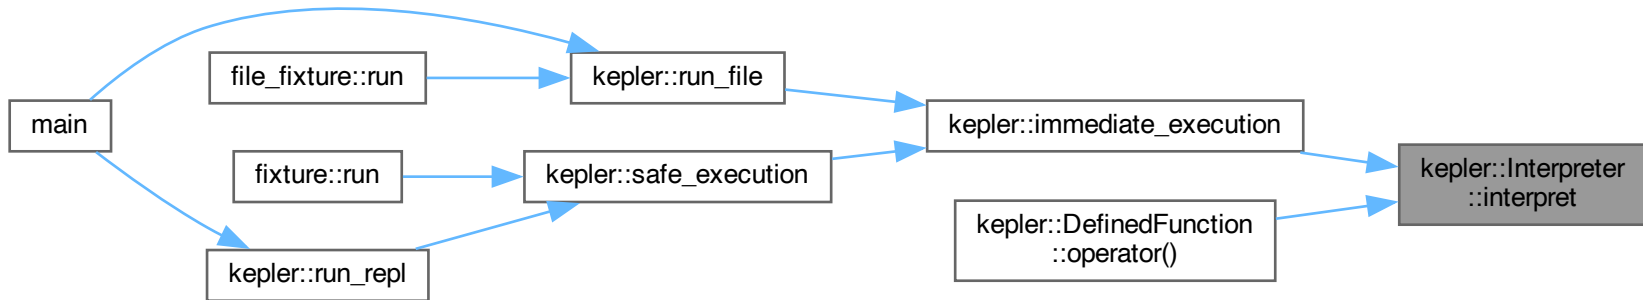 main
file_fixture::run
fixture::run
kepler::run_repl
kepler::run_file
kepler::safe_execution
kepler::immediate_execution
kepler::DefinedFunction
::operator()
kepler::Interpreter
::interpret